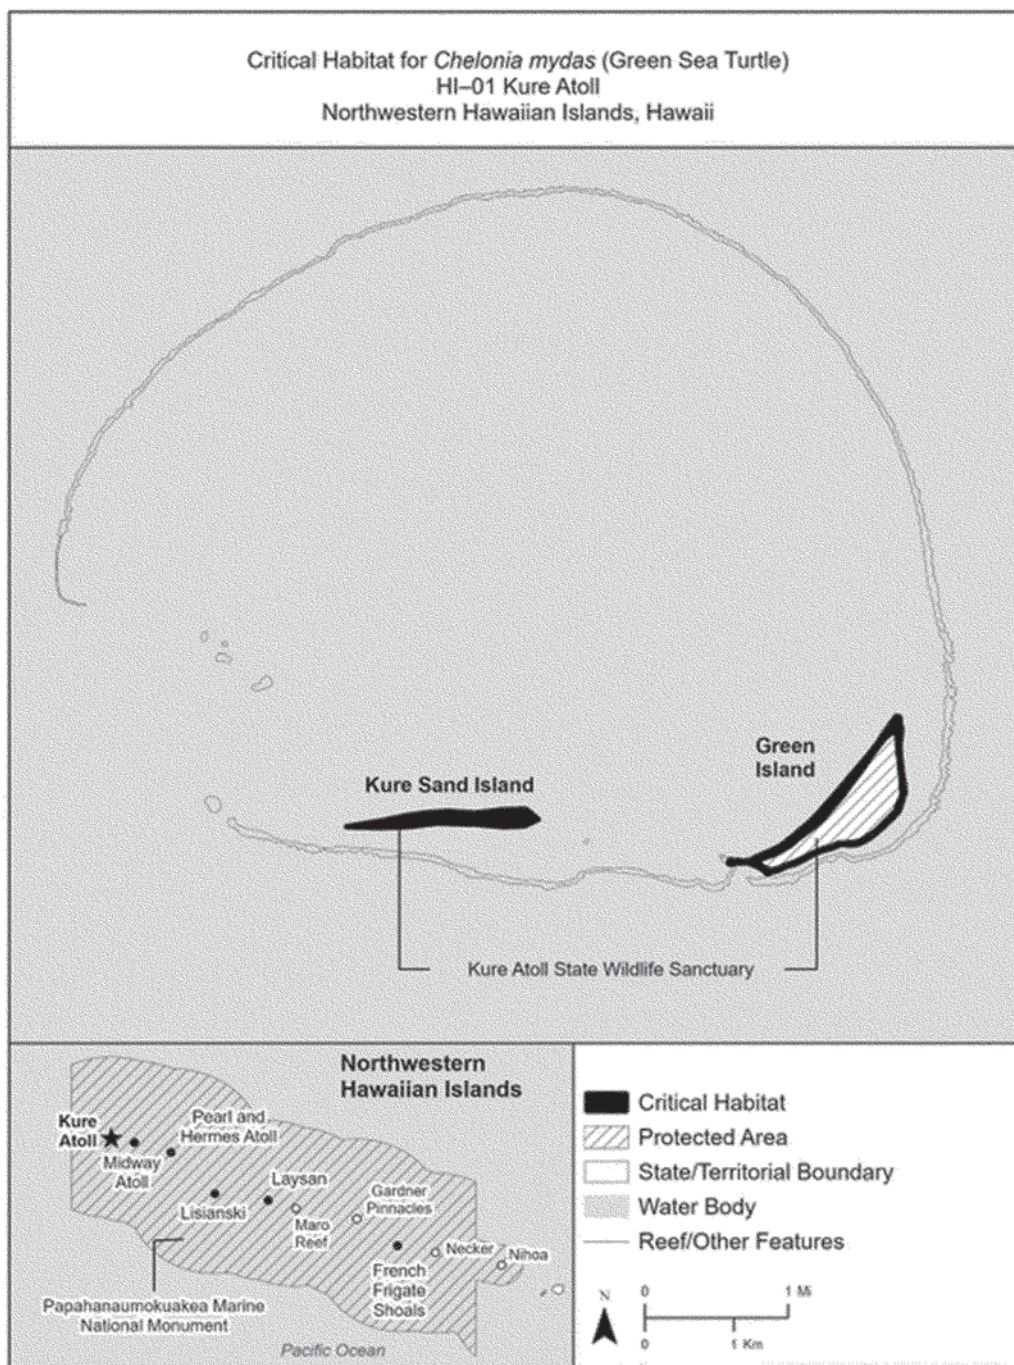 Critical Habitat for Chelonia mydas (Green Sea Turtle)
HI–01 Kure Atoll
Northwestern Hawaiian Islands, Hawaii
Green
Island
Kure Sand Island
Kure Atoll State Wildlife Sanctuary
Northwestern
Hawaiian Islands
Kure
Atoll
Pearl and
Hermes Atoll
Midway
Atoll
Laysan
Lisianski
Gardner
Pinnacles
Maro
Reef
Necker
Nihoa
French
Frigate
Shoals
Papahanaumokuakea Marine
National Monument
Pacific Ocean
Critical Habitat
Protected Area
State/Territorial Boundary
Water Body
Reef/Other Features
N
0 1 Mi
0 1 Km